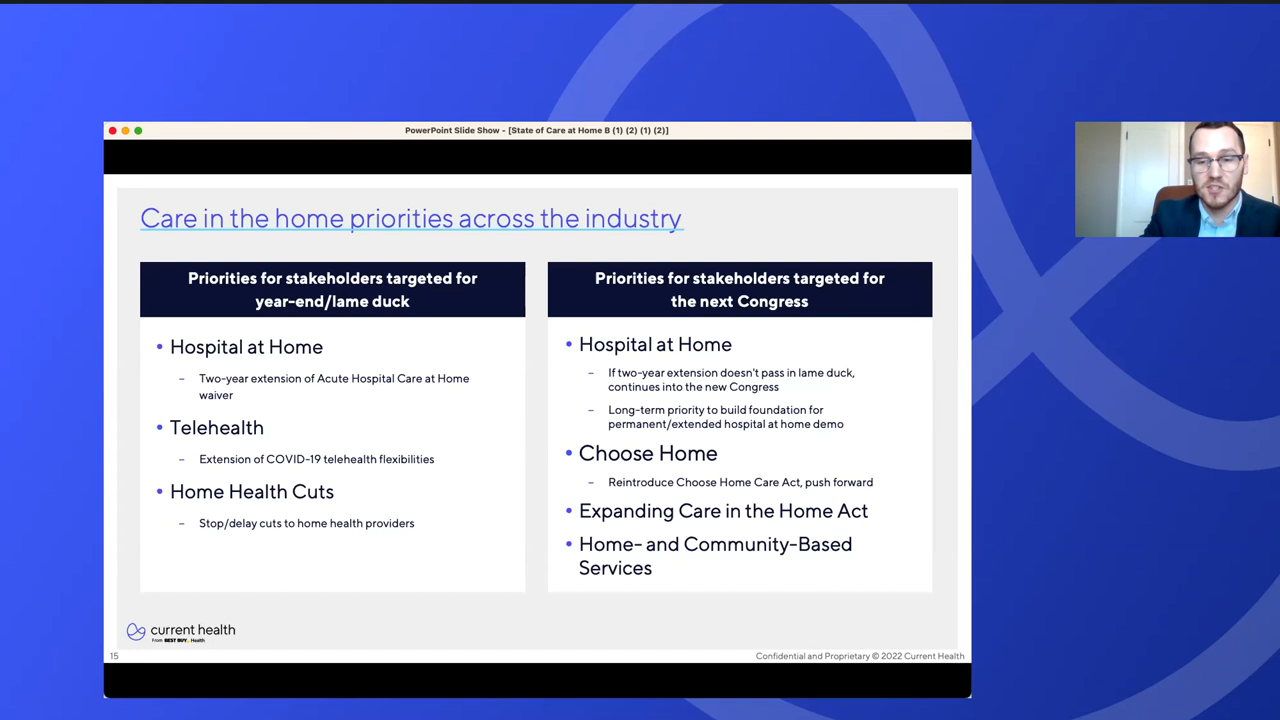 PowerPoint Slide Show - [State of Care at Home B (1) (2) (1) (2)]
Care in the home priorities across the industry
Priorities for stakeholders targeted for
year-end/lame duck
• Hospital at Home
– Two-year extension of Acute Hospital Care at Home
waiver
• Telehealth
– Extension of COVID-19 telehealth flexibilities
• Home Health Cuts
– Stop/delay cuts to home health providers
Priorities for stakeholders targeted for
the next Congress
• Hospital at Home
– If two-year extension doesn't pass in lame duck,
continues into the new Congress
– Long-term priority to build foundation for
permanent/extended hospital at home demo
• Choose Home
– Reintroduce Choose Home Care Act, push forward
• Expanding Care in the Home Act
• Home- and Community-Based
Services
current health
From BEST BUY Health
15
Confidential and Proprietary © 2022 Current Health